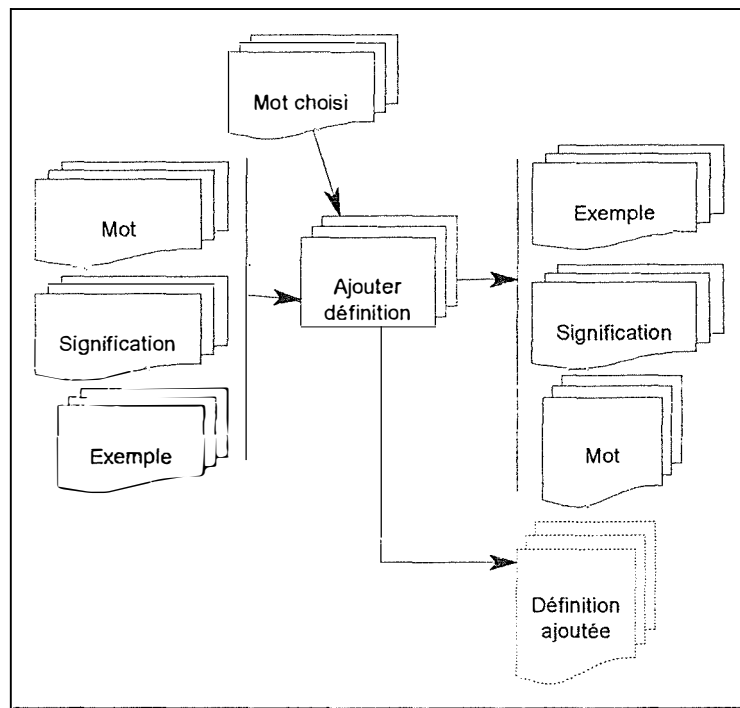 Mot choisi
Mot
Signification
Exemple
Ajouter
définition
Exemple
Signification
Mot
Définition
ajoutée